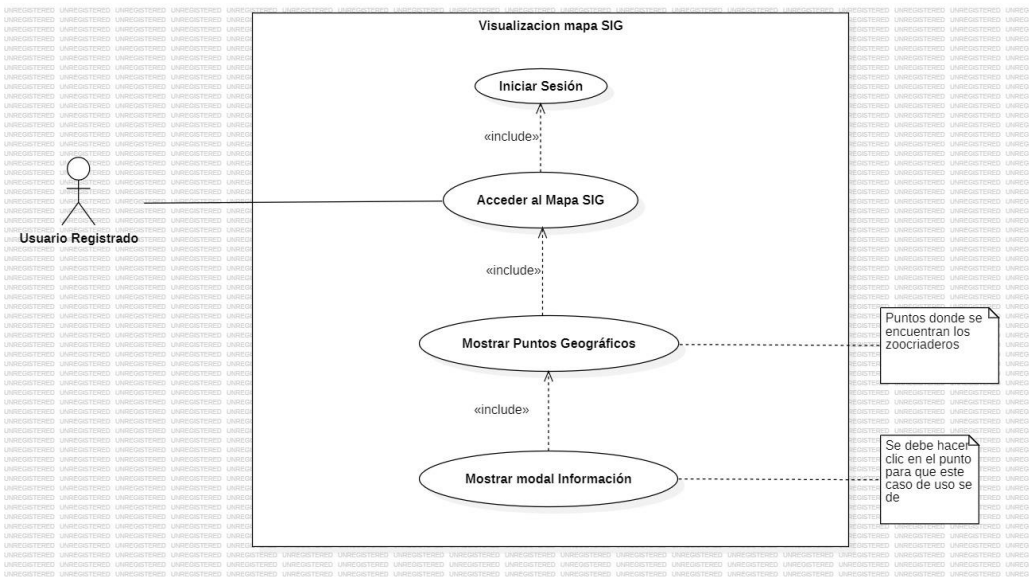 Visualizacion mapa SIG
Iniciar Sesión
«include»
Acceder al Mapa SIG
Usuario Registrado
«include»
Mostrar Puntos Geográficos
Puntos donde se
encuentran los
zoocriaderos
«include»
Mostrar modal Información
Se debe hacer
clic en el punto
para que este
caso de uso se
de
UNREGISTERED